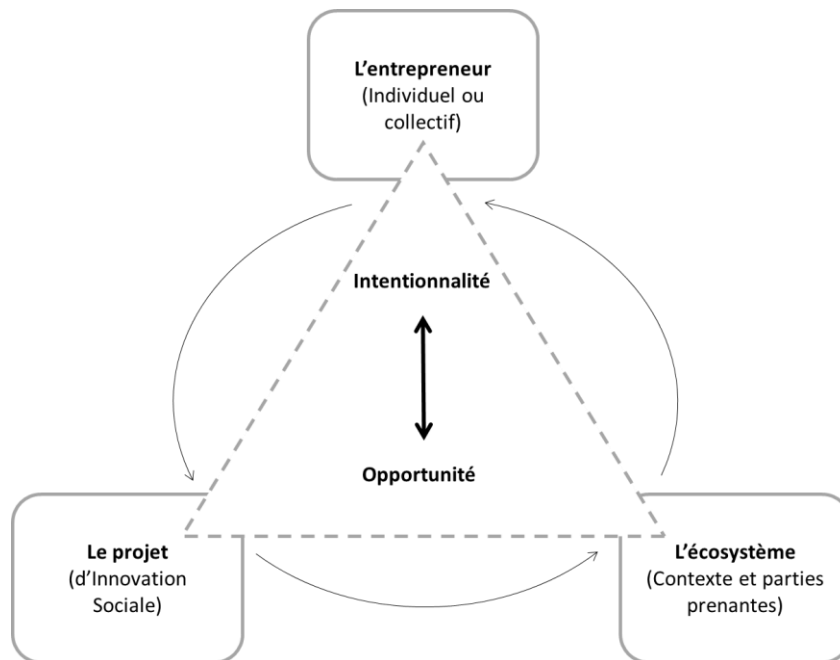 L’entrepreneur
(Individuel ou
collectif)
Intentionnalité
Opportunité
Le projet
(d’Innovation
Sociale)
L’écosystème
(Contexte et parties
prenantes)